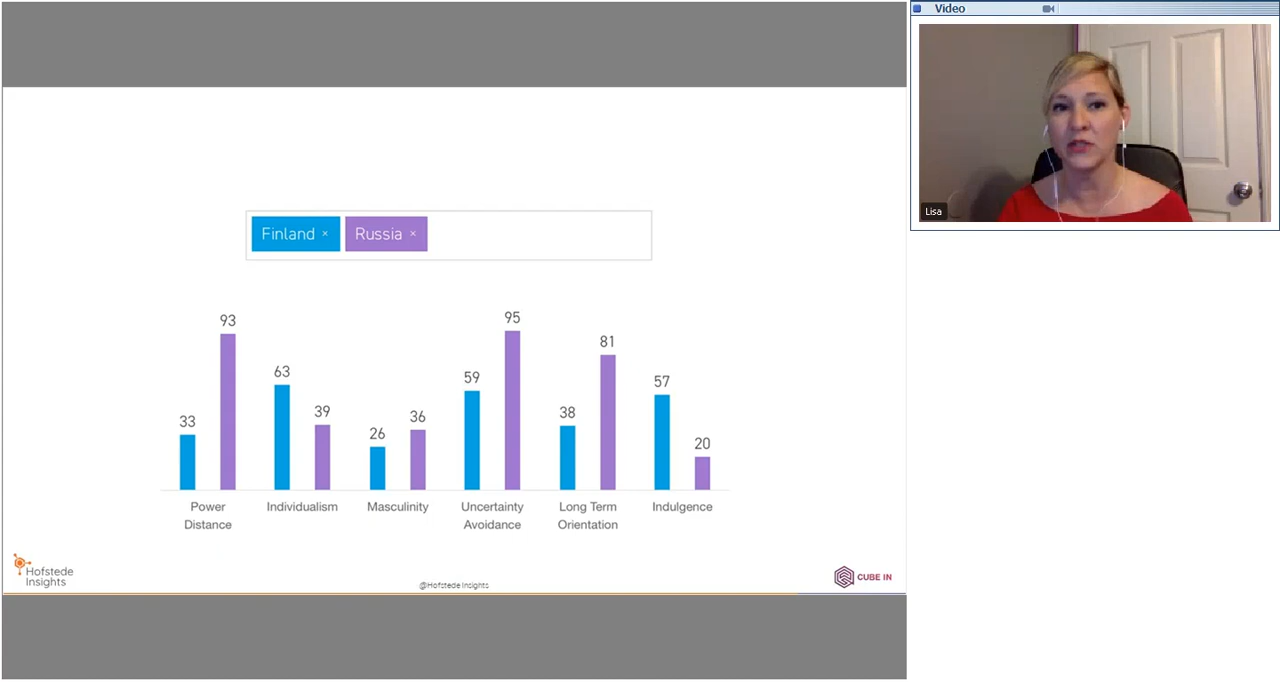 Video
Lisa
Finland ×
Russia ×
33
93
63
39
26
36
59
95
38
81
57
20
Power
Distance
Individualism
Masculinity
Uncertainty
Avoidance
Long Term
Orientation
Indulgence
Hofstede
Insights
@Hofstede Insights
CUBE IN